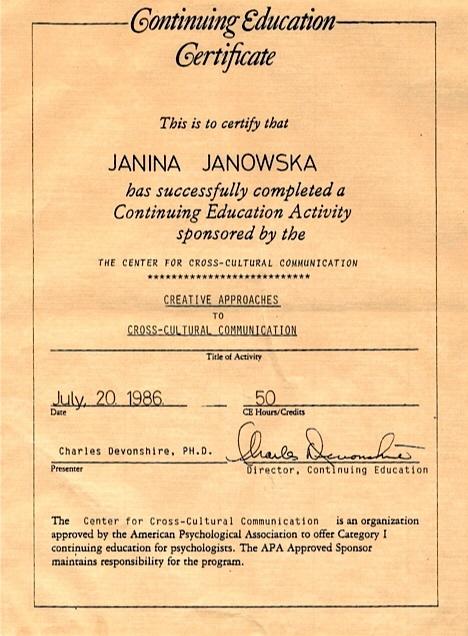 Continuing Education
Certificate
This is to certify that
JANINA JANOWSKA
has successfully completed a
Continuing Education Activity
sponsored by the
THE CENTER FOR CROSS-CULTURAL COMMUNICATION
***************************
CREATIVE APPROACHES
TO
CROSS-CULTURAL COMMUNICATION
Title of Activity
July, 20 1986. 50
Date CE Hours/Credits
Charles Devonshire, PH.D. Charles Devonshire
Presenter Director, Continuing Education
The Center for Cross-Cultural Communication is an organization
approved by the American Psychological Association to offer Category I
continuing education for psychologists. The APA Approved Sponsor
maintains responsibility for the program.